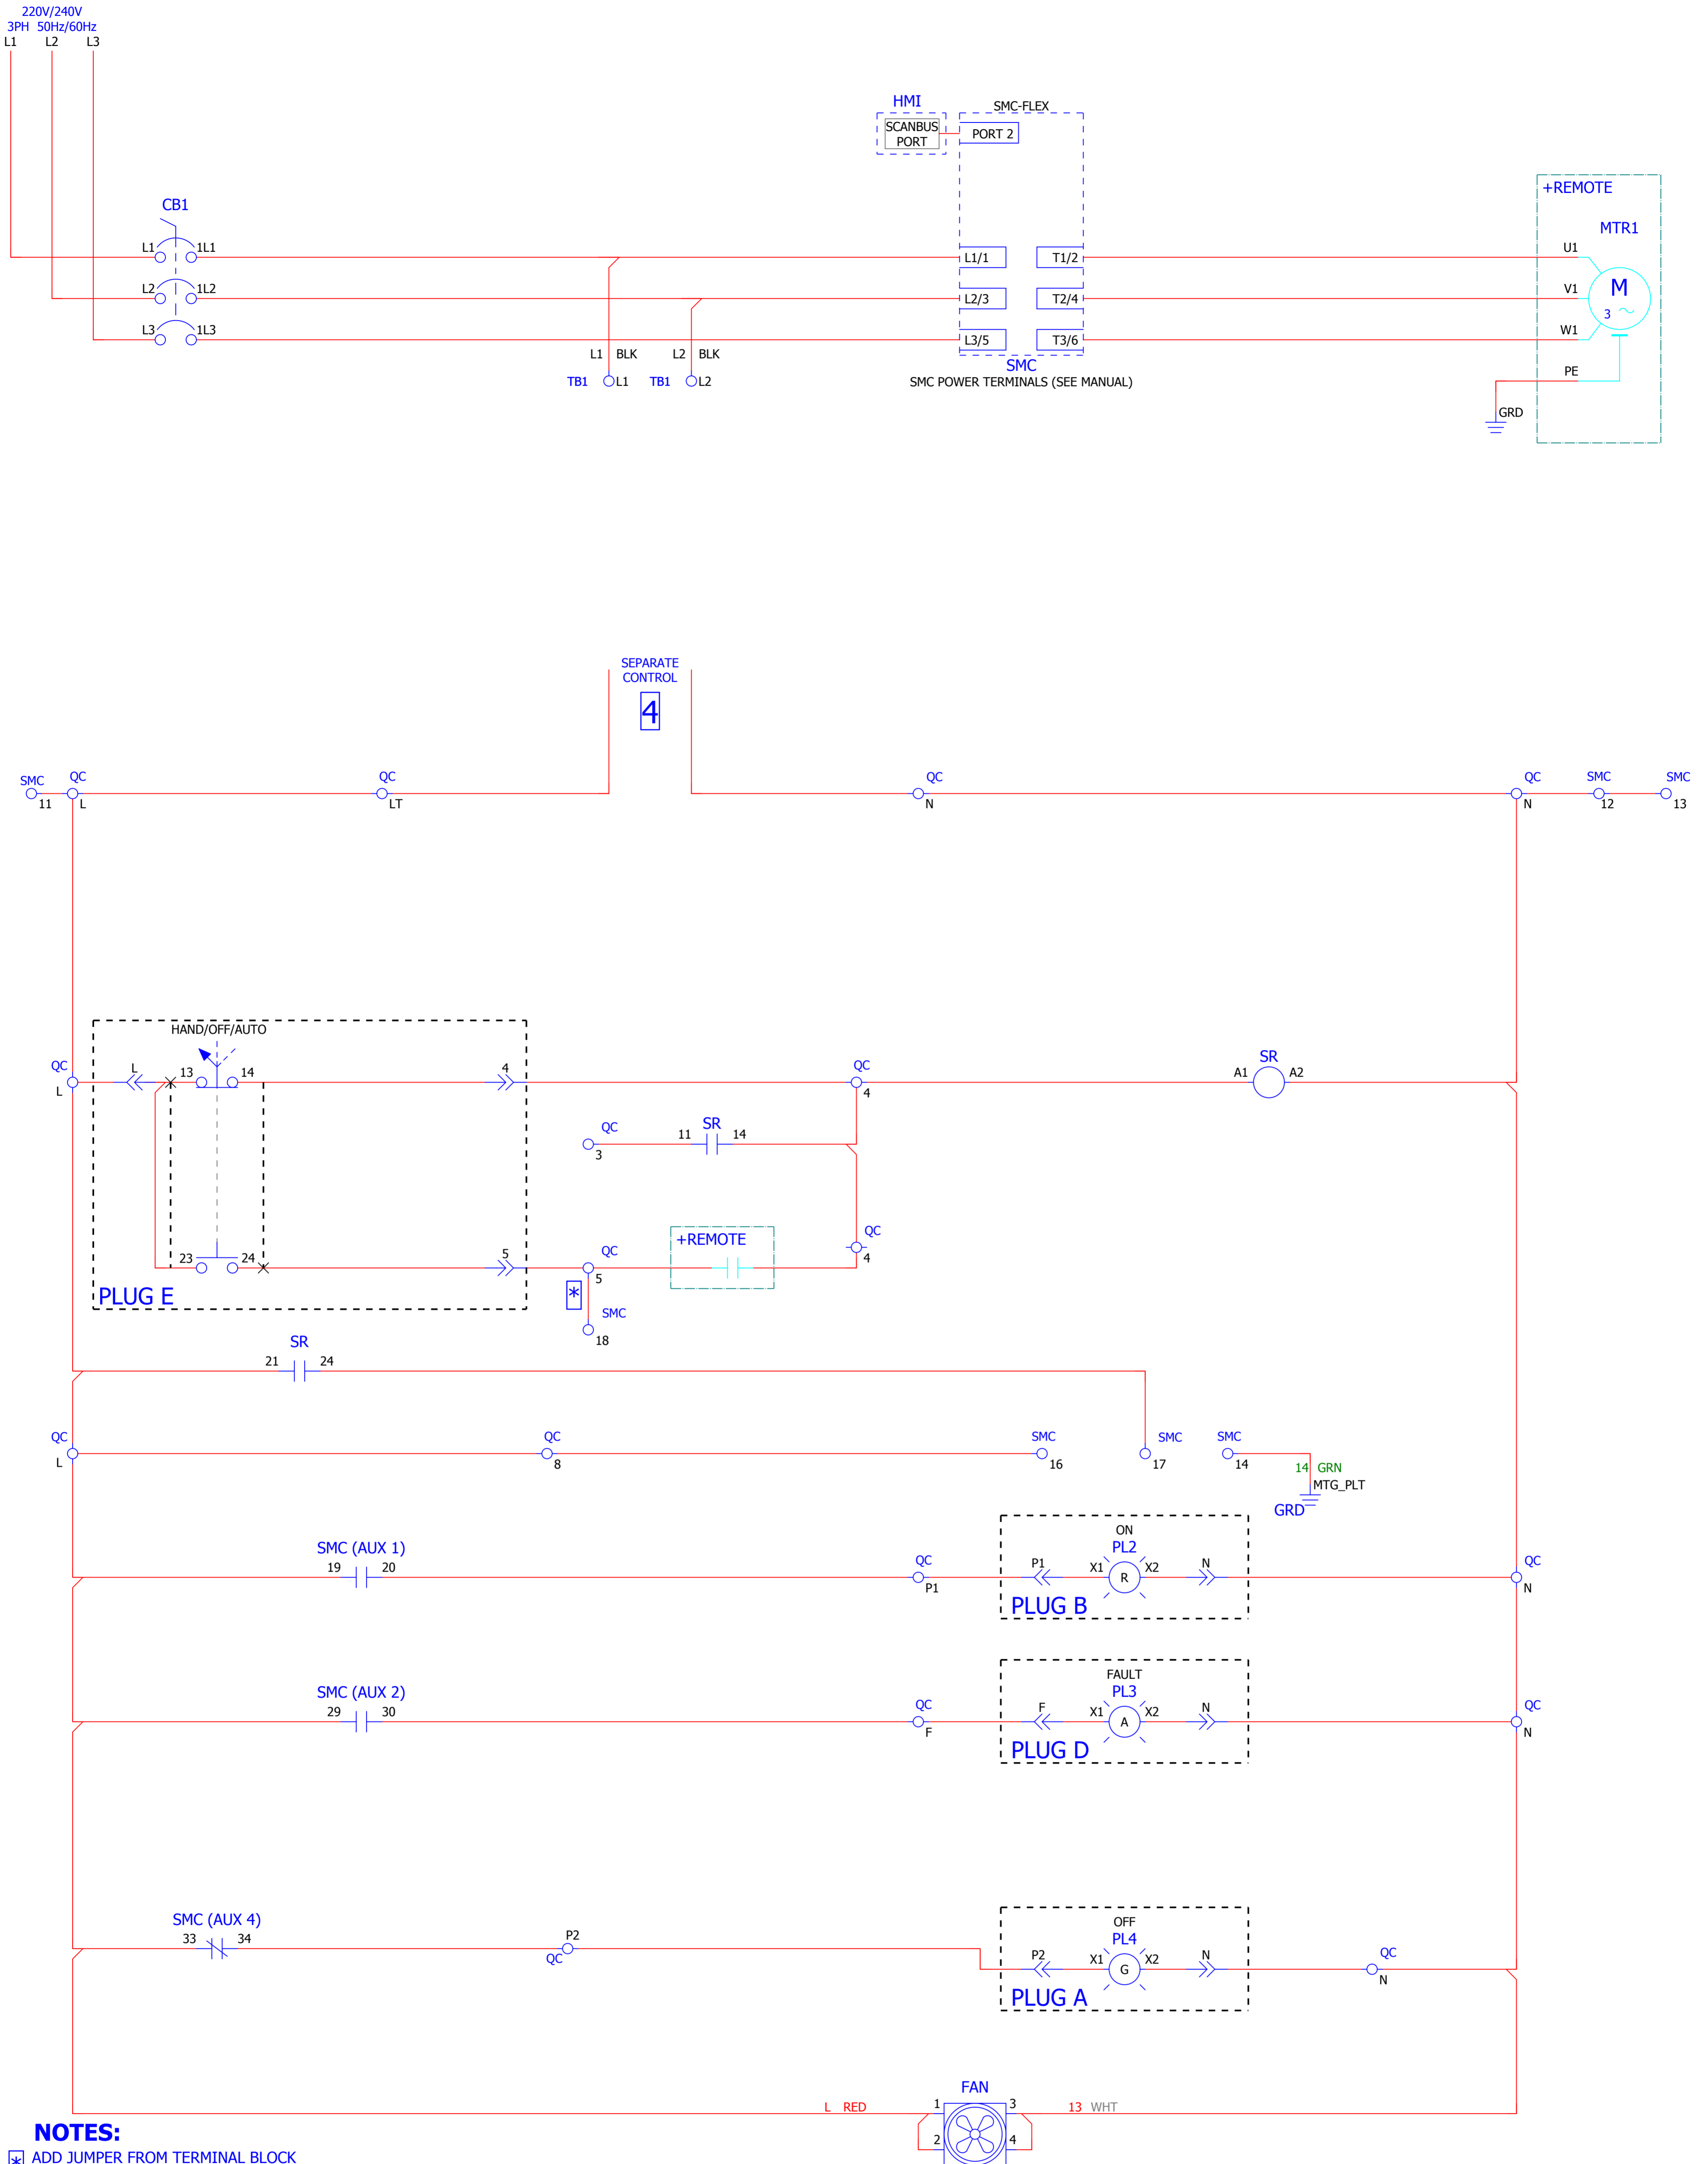 220V/240V
3PH 50Hz/60Hz
L1 L2 L3
HMI
SCANBUS
PORT
SMC-FLEX
PORT 2
+REMOTE
MTR1
CB1
L1 1L1
L2 1L2
L3 1L3
L1/1 T1/2
L2/3 T2/4
L3/5 T3/6
U1
V1
W1
PE
M
3
GRD
L1 BLK L2 BLK
TB1 L1 TB1 L2
SMC
SMC POWER TERMINALS (SEE MANUAL)
SEPARATE
CONTROL
4
SMC QC QC QC QC SMC SMC
11 L LT N N 12 13
HAND/OFF/AUTO
QC
L
L 13 14 4
QC
4
SR
A1 A2
QC
3
SR
11 14
23 24 5
QC
5
+REMOTE
QC
4
PLUG E
*
SMC
18
SR
21 24
QC
L
QC
8
SMC
16
SMC
17
SMC
14
14 GRN
MTG_PLT
GRD
SMC (AUX 1)
19 20
QC
P1
ON
PL2
P1 X1 R X2 N
PLUG B
QC
N
SMC (AUX 2)
29 30
QC
F
FAULT
PL3
F X1 A X2 N
PLUG D
QC
N
SMC (AUX 4)
33 34
P2
QC
OFF
PL4
P2 X1 G X2 N
PLUG A
QC
N
FAN
L RED 1 3 13 WHT
2 4
NOTES:
* ADD JUMPER FROM TERMINAL BLOCK